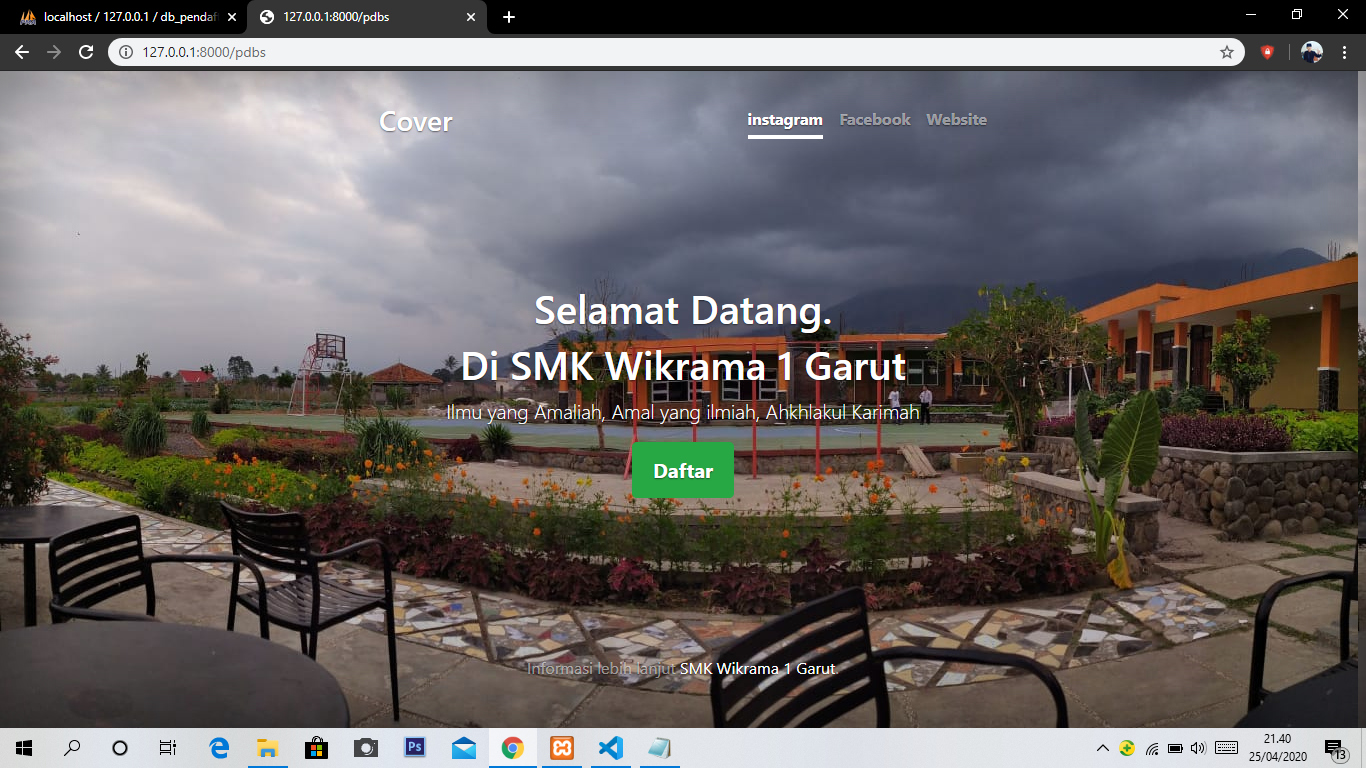 localhost / 127.0.0.1 / db_pendaf
127.0.0.1:8000/pdbs
127.0.0.1:8000/pdbs
Cover
instagram Facebook Website
Selamat Datang.
Di SMK Wikrama 1 Garut
Ilmu yang Amaliah, Amal yang ilmiah, Ahkhlakul Karimah
Daftar
Informasi lebih lanjut SMK Wikrama 1 Garut.
Ps
21.40
25/04/2020
13